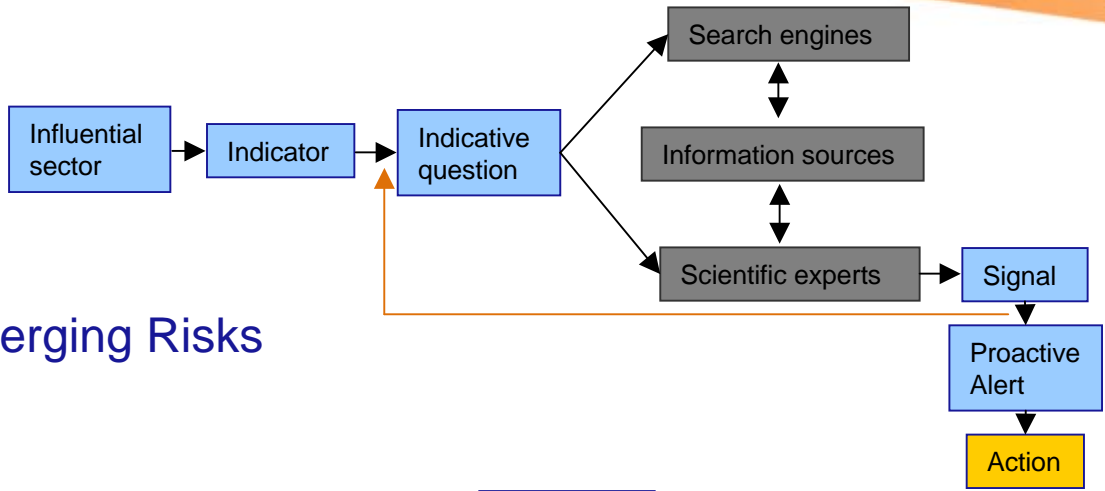 Search engines
Influential
sector
Indicator
Indicative
question
Information sources
Scientific experts
Signal
erging Risks
Proactive
Alert
Action